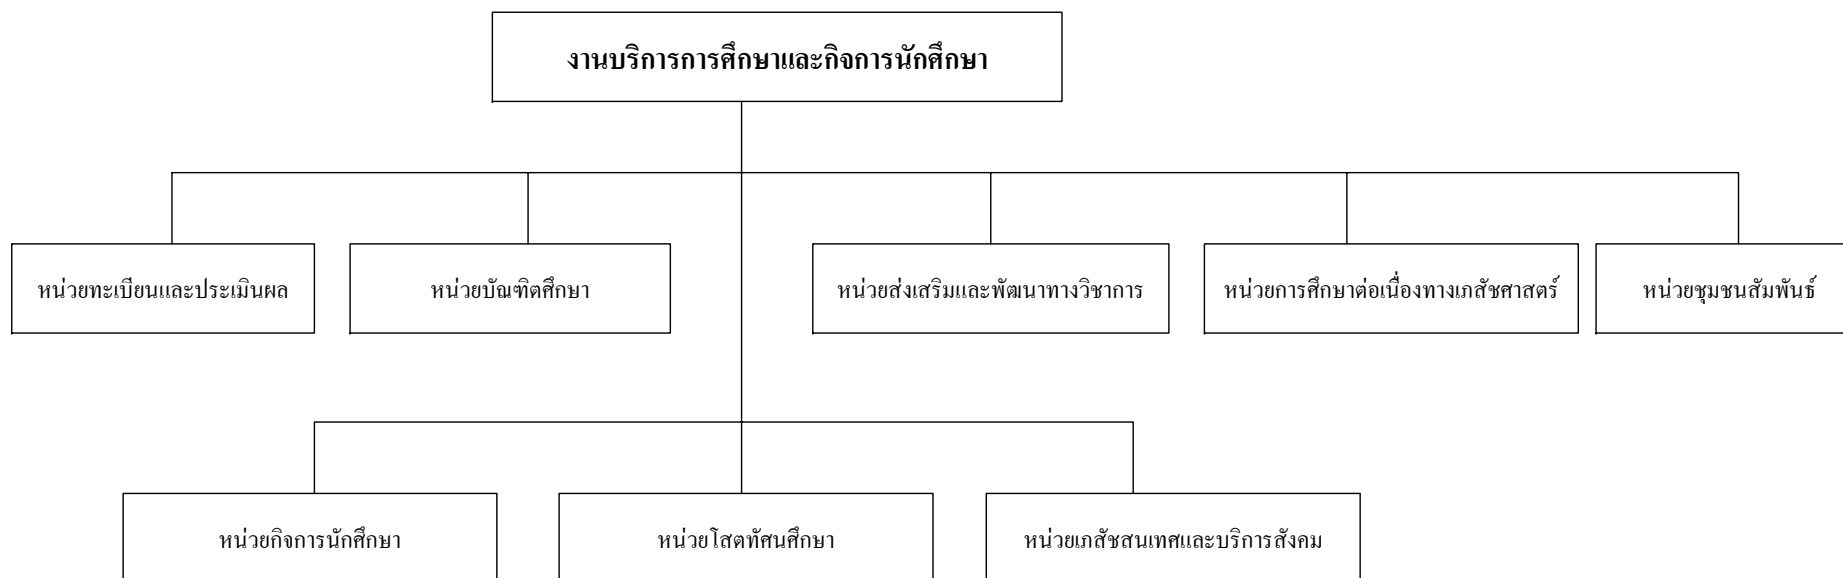 งานบริการการศึกษาและกิจการนักศึกษา
หน่วยทะเบียนและประเมินผล
หน่วยบัณฑิตศึกษา
หน่วยส่งเสริมและพัฒนาทางวิชาการ
หน่วยการศึกษาต่อเนื่องทางเภสัชศาสตร์
หน่วยชุมชนสัมพันธ์
หน่วยกิจการนักศึกษา
หน่วยโสตทัศนศึกษา
หน่วยเภสัชสนเทศและบริการสังคม